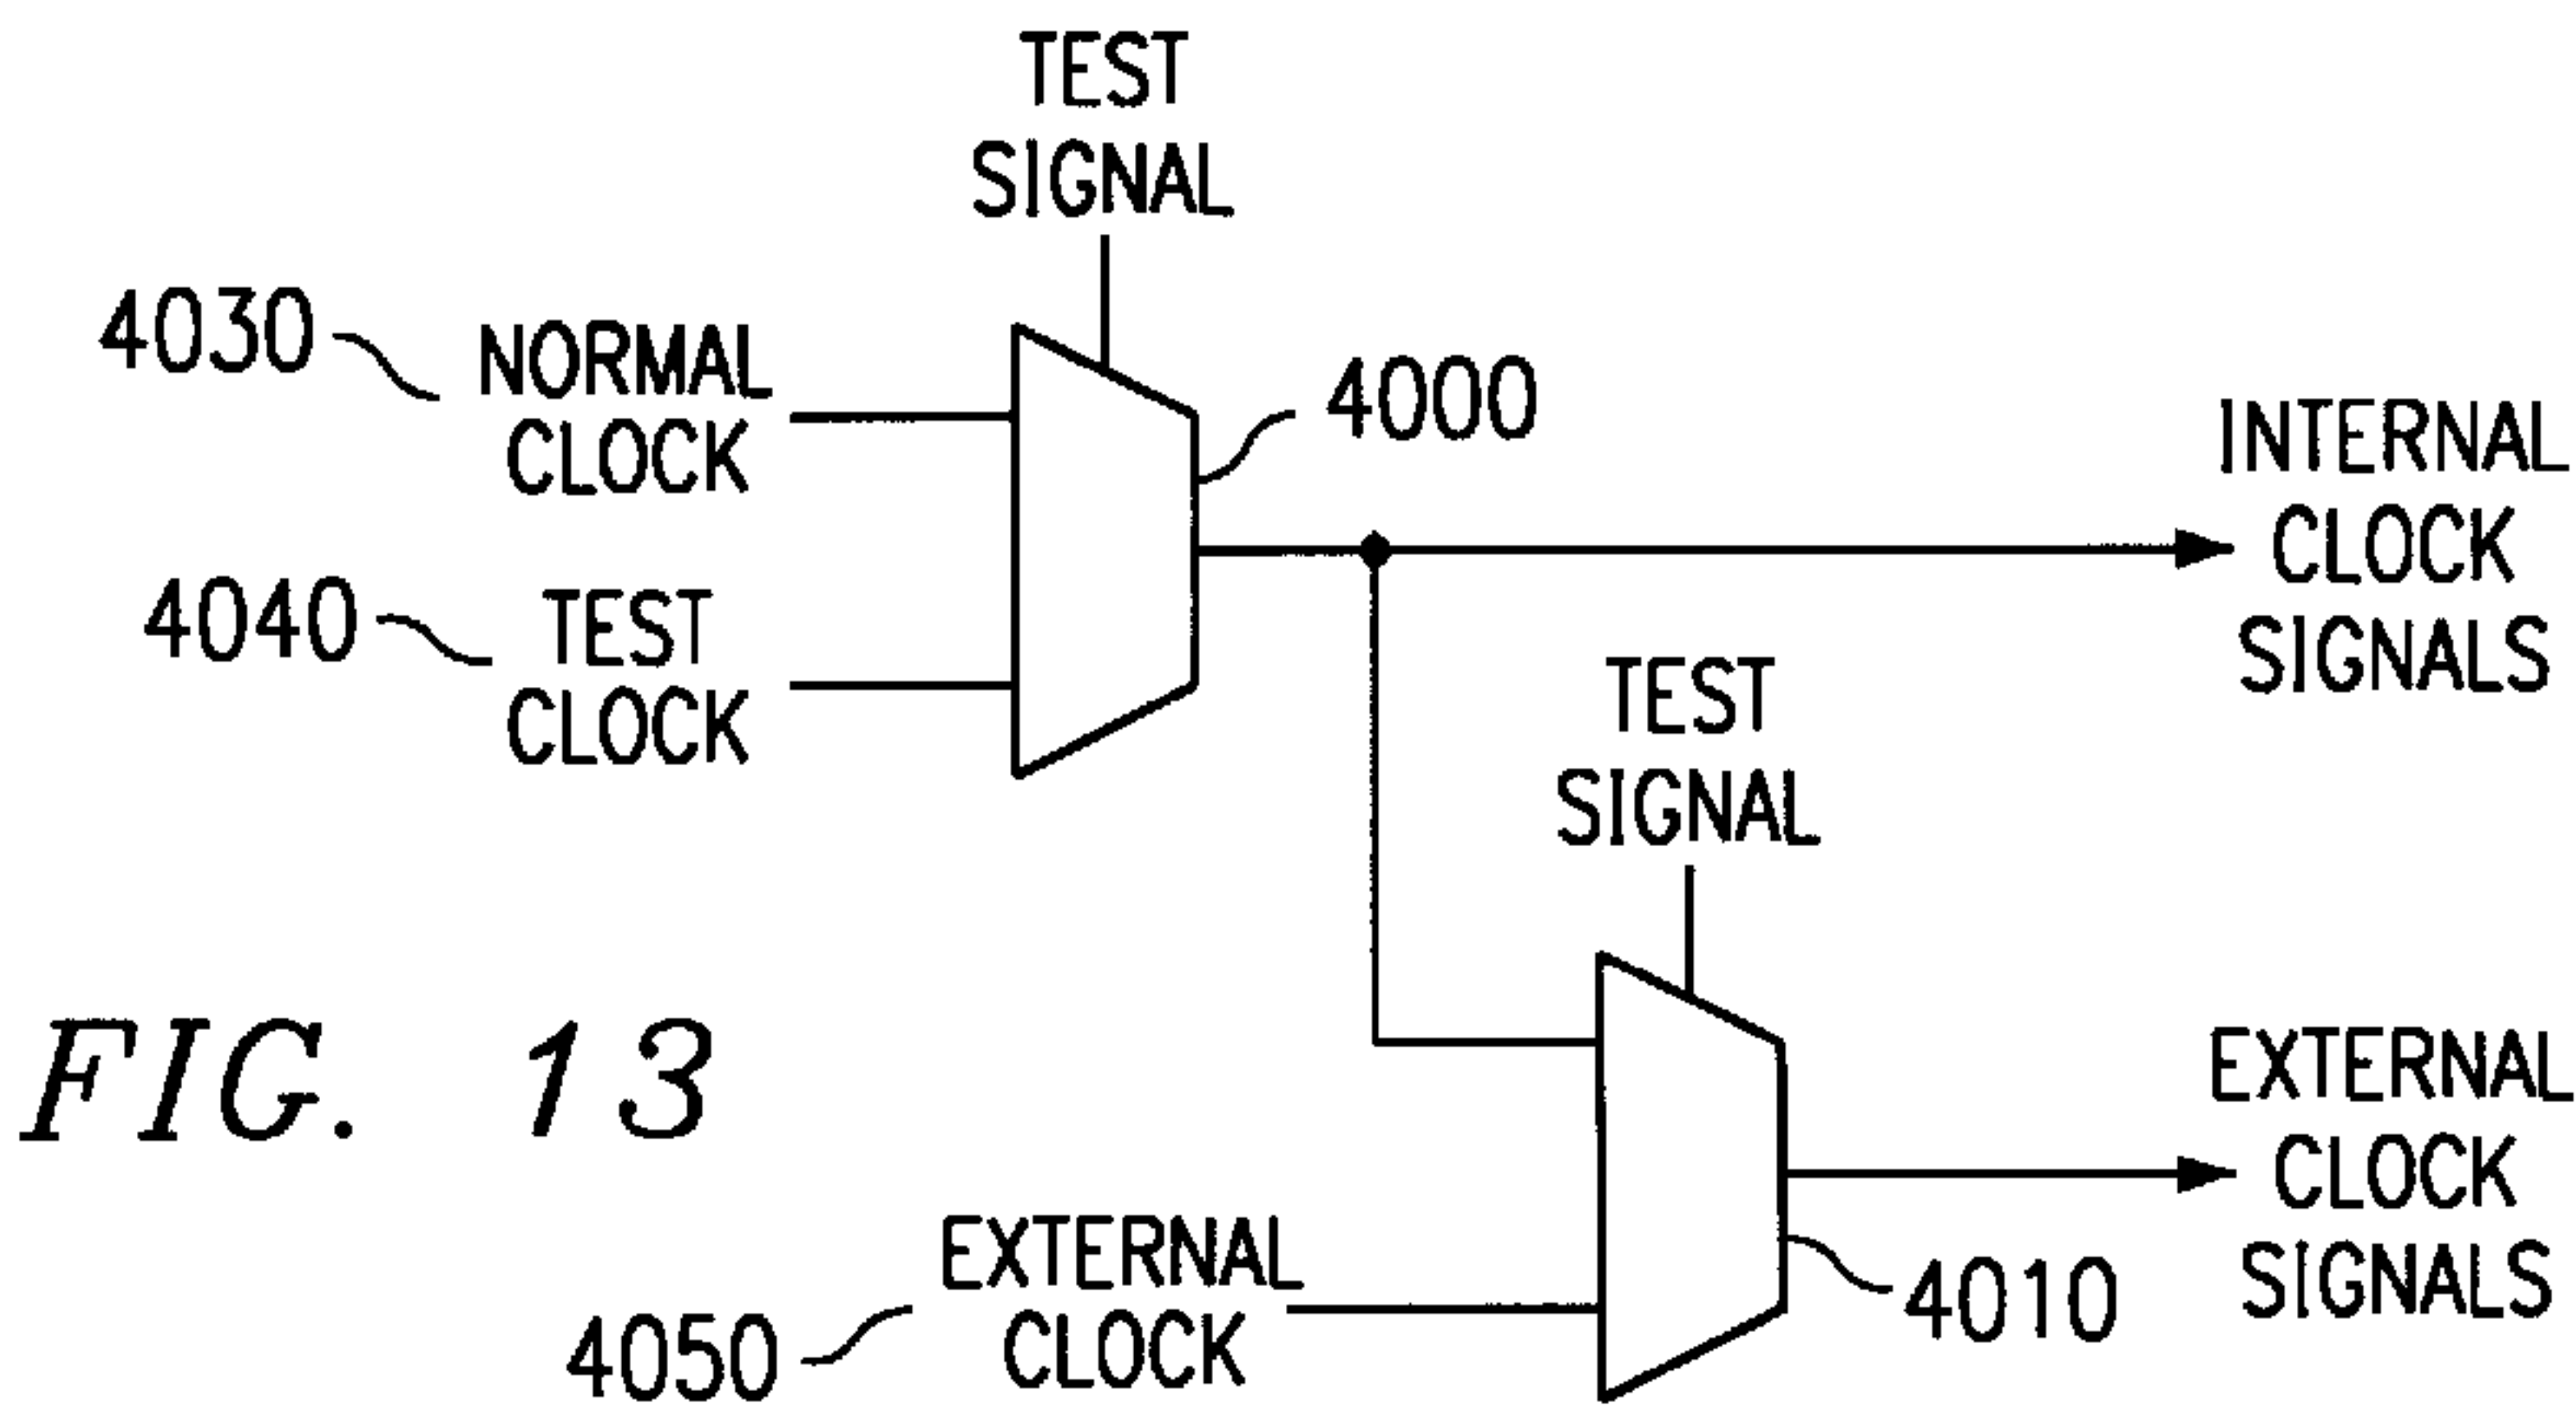 TEST
SIGNAL
4030
NORMAL
CLOCK
4000
4040
TEST
CLOCK
INTERNAL
CLOCK
SIGNALS
TEST
SIGNAL
FIG. 13
4050
EXTERNAL
CLOCK
4010
EXTERNAL
CLOCK
SIGNALS